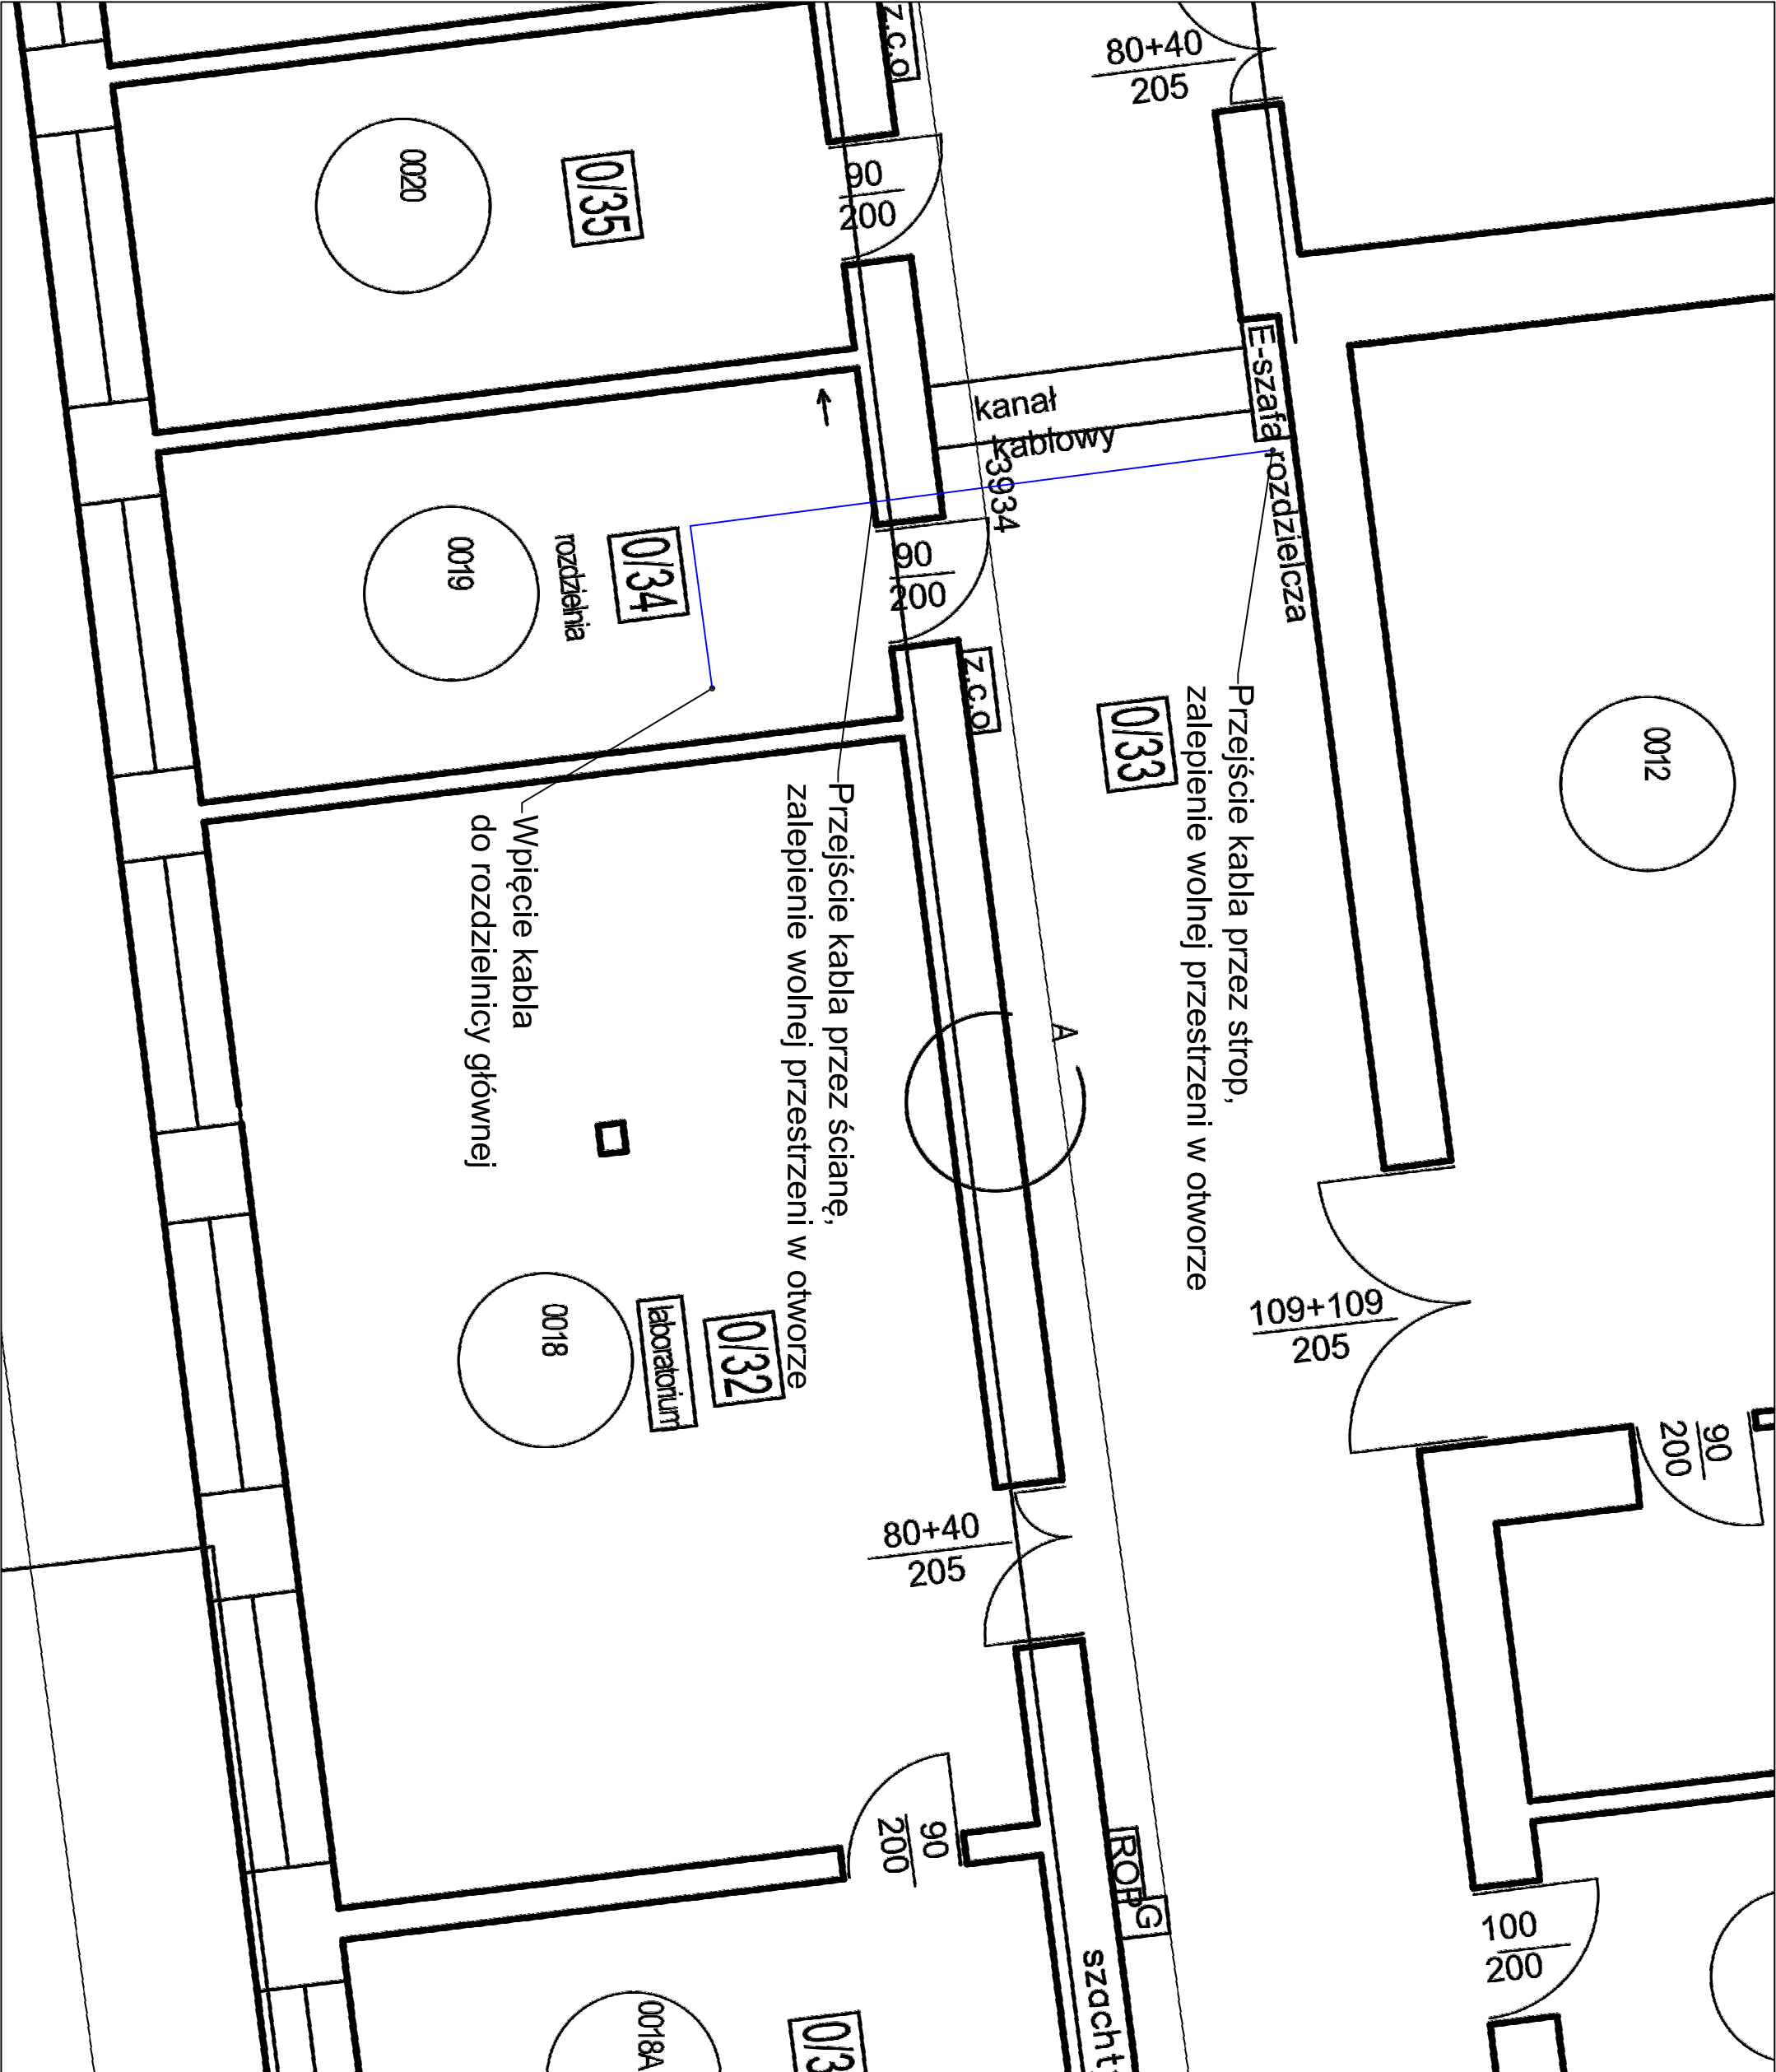 z.c.o
80+40
205
0020
0/35
90
200
E-szafa rozdzielcza
kanał
kablowy
3934
0019
rozdzielnia
0/34
90
200
z.c.o
0/33
0012
Przejście kabla przez strop,
zalepienie wolnej przestrzeni w otworze
Przejście kabla przez ścianę,
zalepienie wolnej przestrzeni w otworze
Wpięcie kabla
do rozdzielnicy głównej
A
0018
laboratorium
0/32
109+109
205
90
200
80+40
205
90
200
ROP
G
100
200
szacht
0018A
0/3